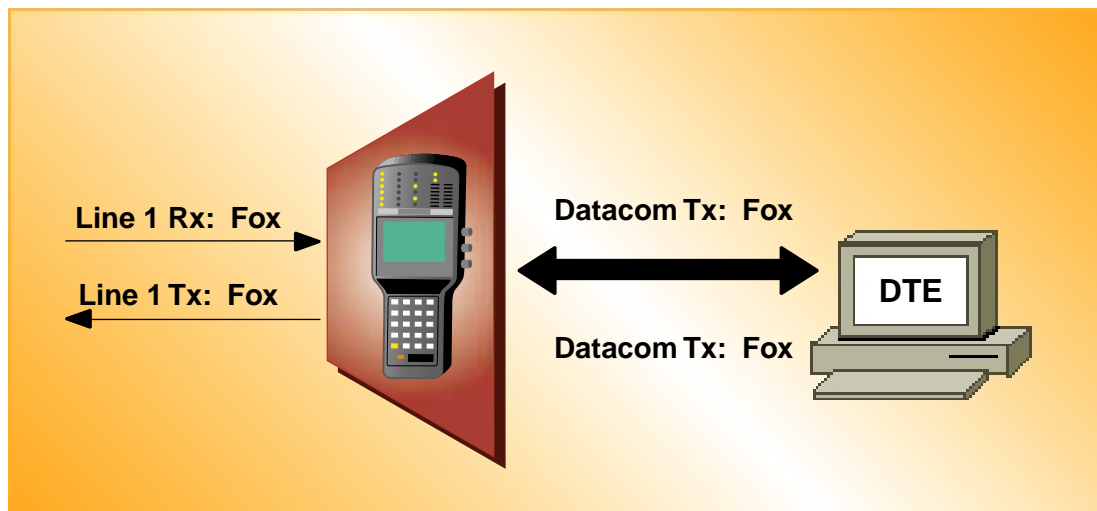 Line 1 Rx: Fox
Line 1 Tx: Fox
Datacom Tx: Fox
Datacom Tx: Fox
DTE